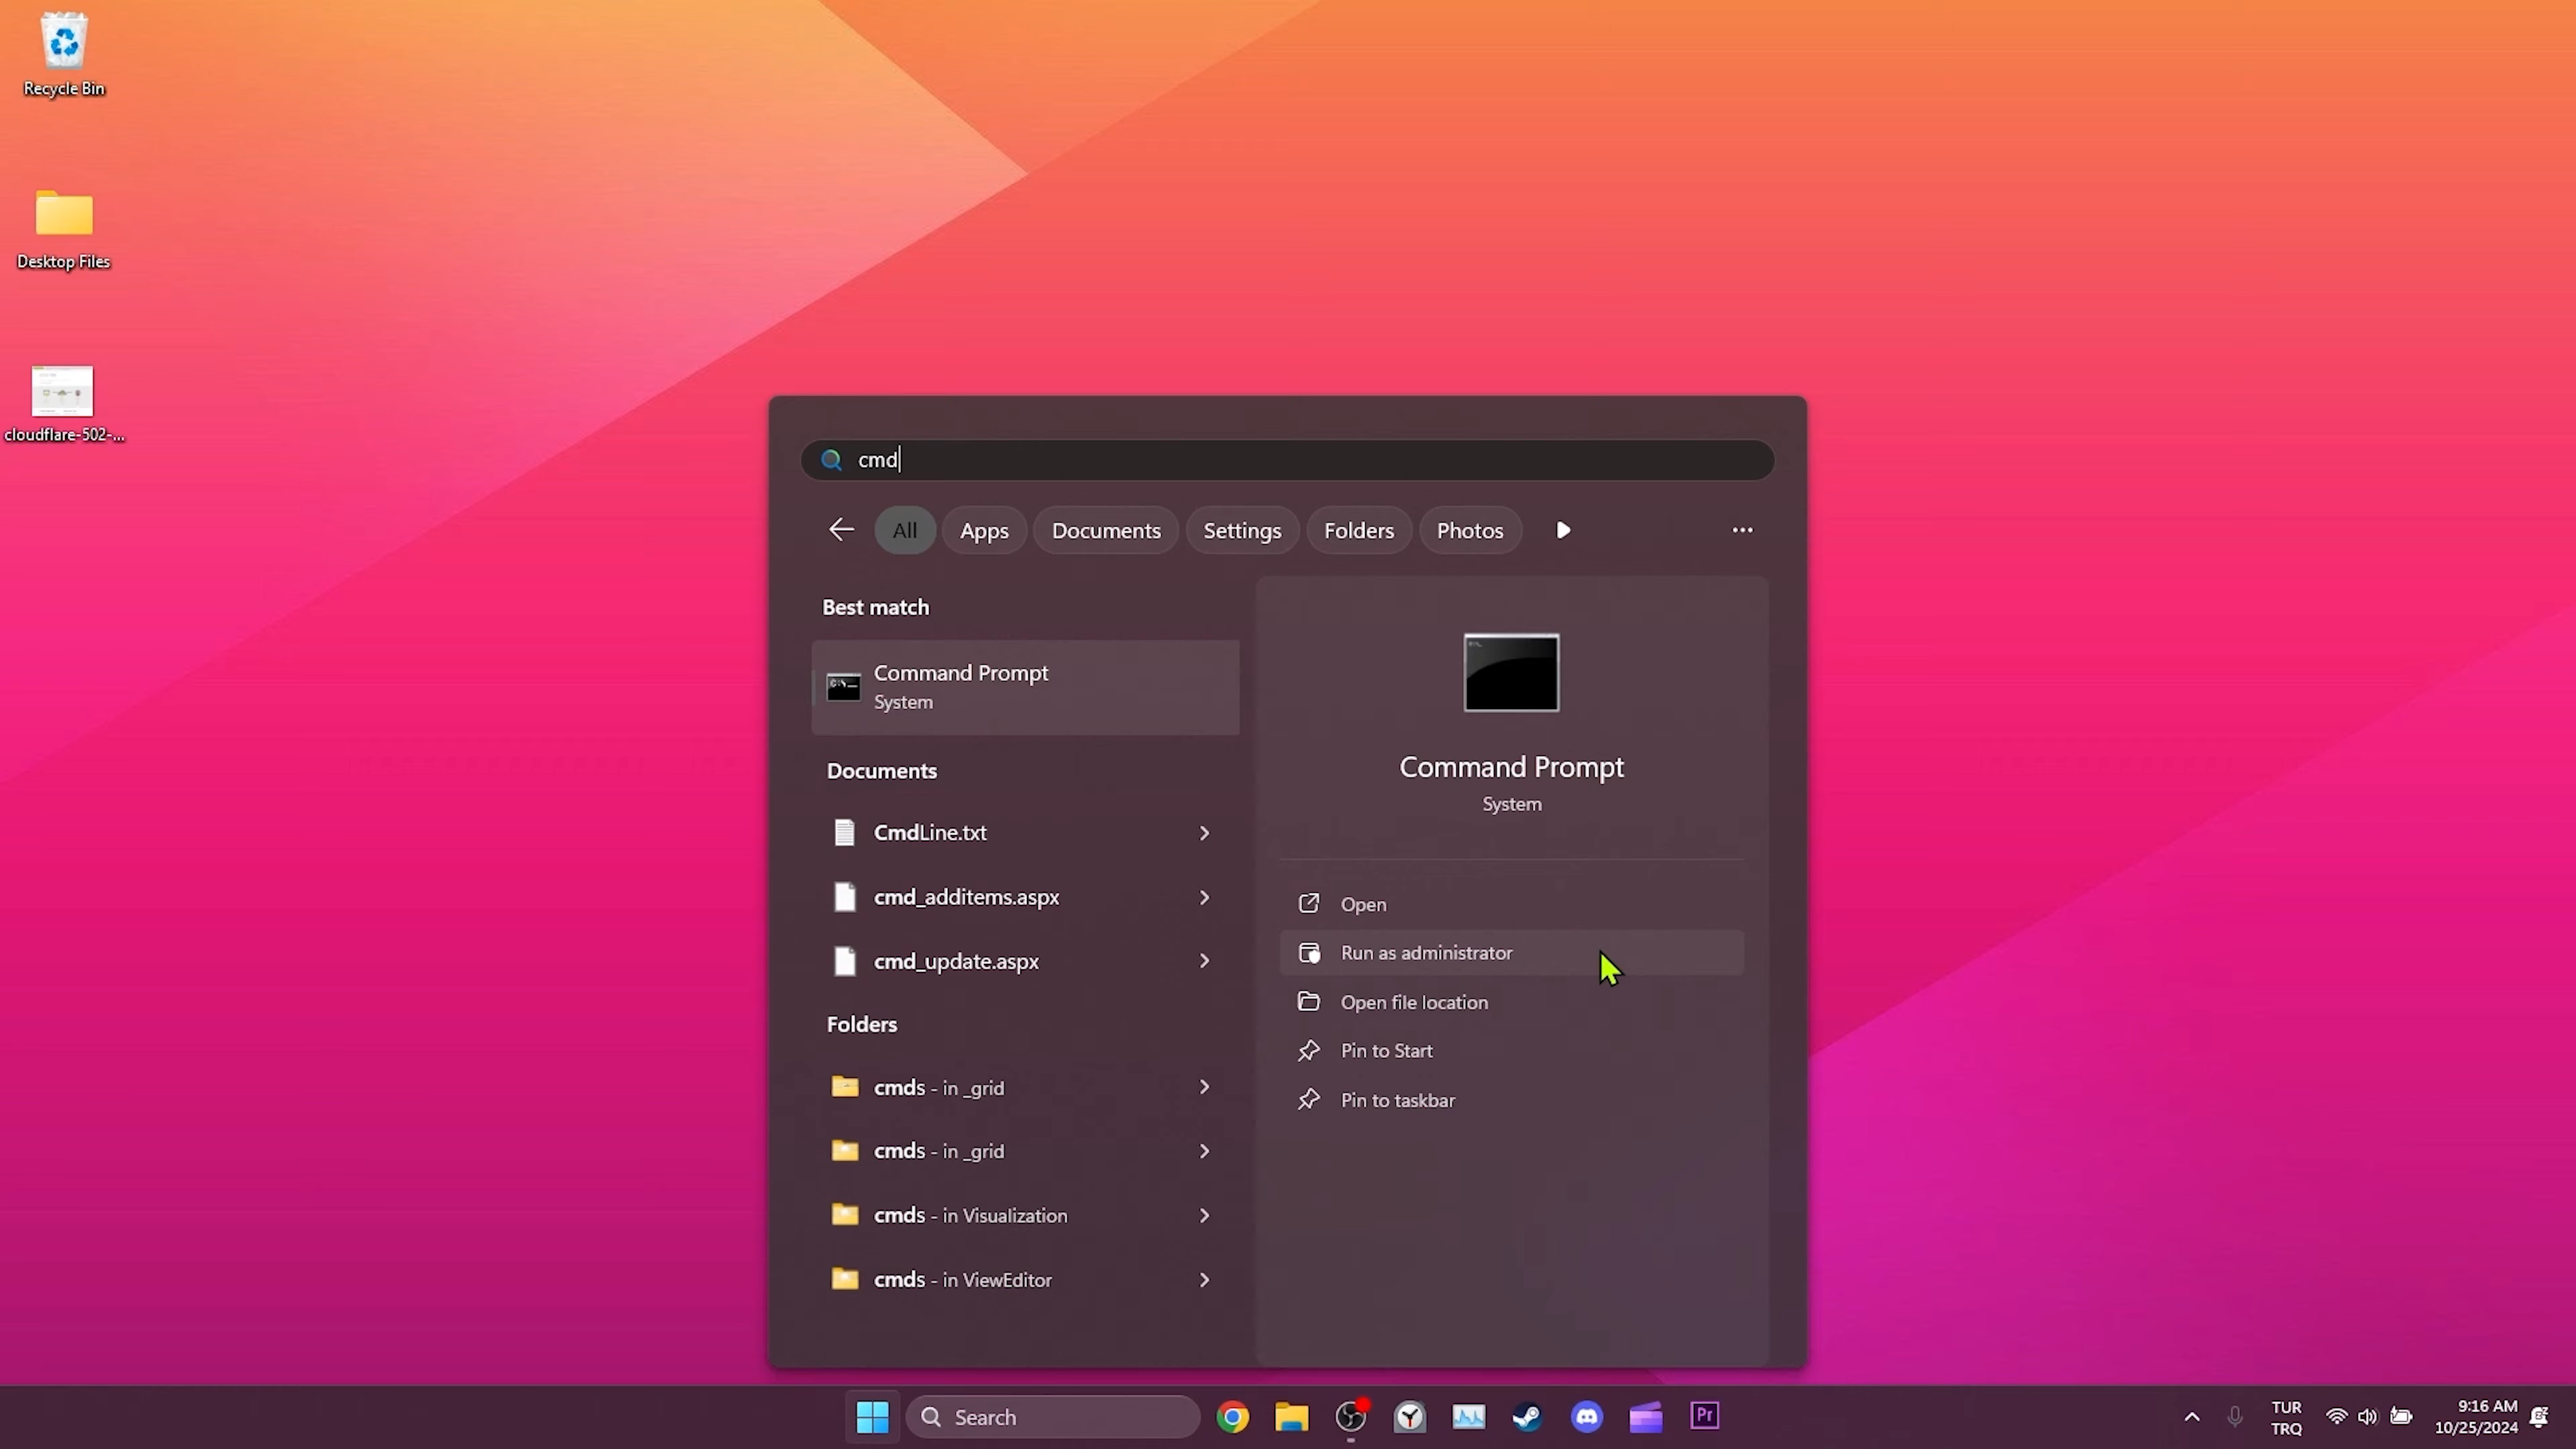 Recycle Bin
Desktop Files
cloudflare-502-...
cmd
All Apps Documents Settings Folders Photos
Best match
Command Prompt
System
Documents
CmdLine.txt
cmd_additems.aspx
cmd_update.aspx
Folders
cmds - in _grid
cmds - in _grid
cmds - in Visualization
cmds - in ViewEditor
Command Prompt
System
Open
Run as administrator
Open file location
Pin to Start
Pin to taskbar
Search
Pr
TUR
TRQ
9:16 AM
10/25/2024